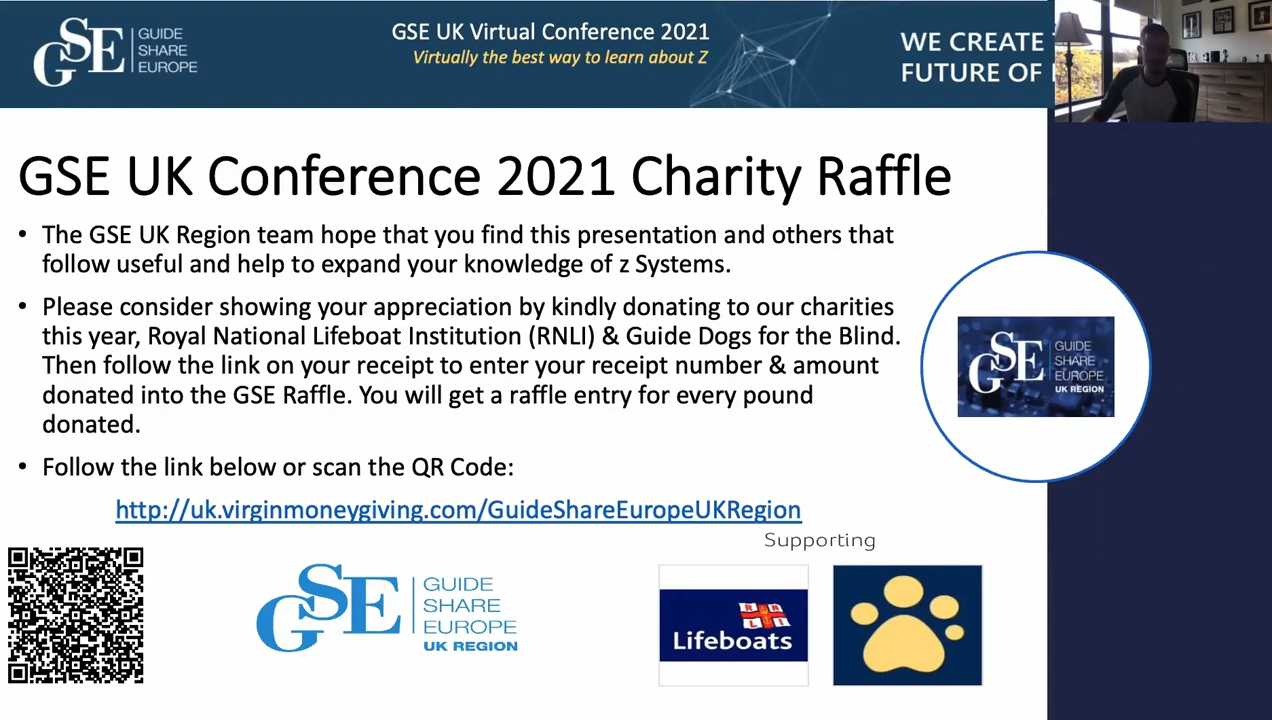 GSE GUIDE
SHARE
EUROPE
GSE UK Virtual Conference 2021
Virtually the best way to learn about Z
WE CREATE
FUTURE OF
GSE UK Conference 2021 Charity Raffle
• The GSE UK Region team hope that you find this presentation and others that
follow useful and help to expand your knowledge of z Systems.
• Please consider showing your appreciation by kindly donating to our charities
this year, Royal National Lifeboat Institution (RNLI) & Guide Dogs for the Blind.
Then follow the link on your receipt to enter your receipt number & amount
donated into the GSE Raffle. You will get a raffle entry for every pound
donated.
• Follow the link below or scan the QR Code:
http://uk.virginmoneygiving.com/GuideShareEuropeUKRegion
GSE GUIDE
SHARE
EUROPE
UK REGION
Supporting
GSE GUIDE
SHARE
EUROPE
UK REGION
R N
L I
Lifeboats